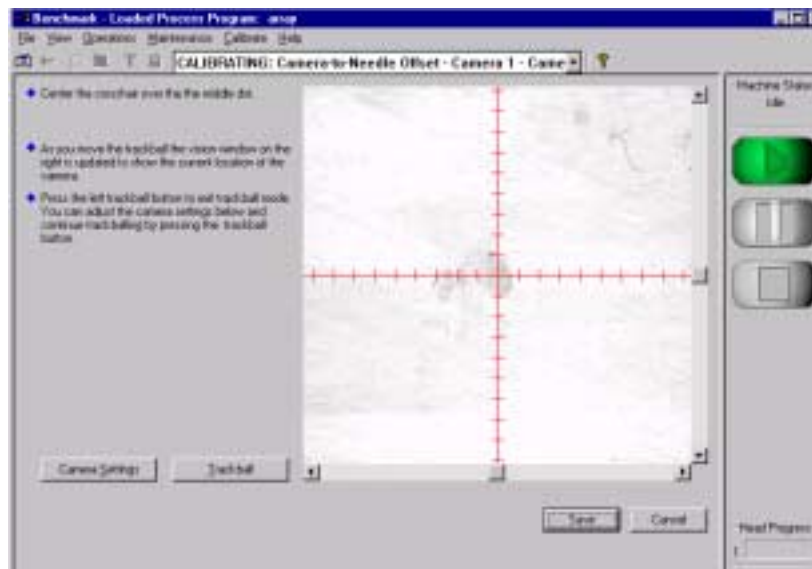 Benchmark - Loaded Process Program: array
File View Operations Maintenance Calibrate Help
CALIBRATING: Camera-to-Needle Offset - Camera 1 - Came
Center the crosshair over the the middle dot.
As you move the trackball the vision window on the
right is updated to show the current location of the
camera.
Press the left trackball button to exit trackball mode.
You can adjust the camera settings below and
continue trackballing by pressing the trackball
button.
Camera Settings
Trackball
Save
Cancel
Machine State
Idle
Head Progress
1